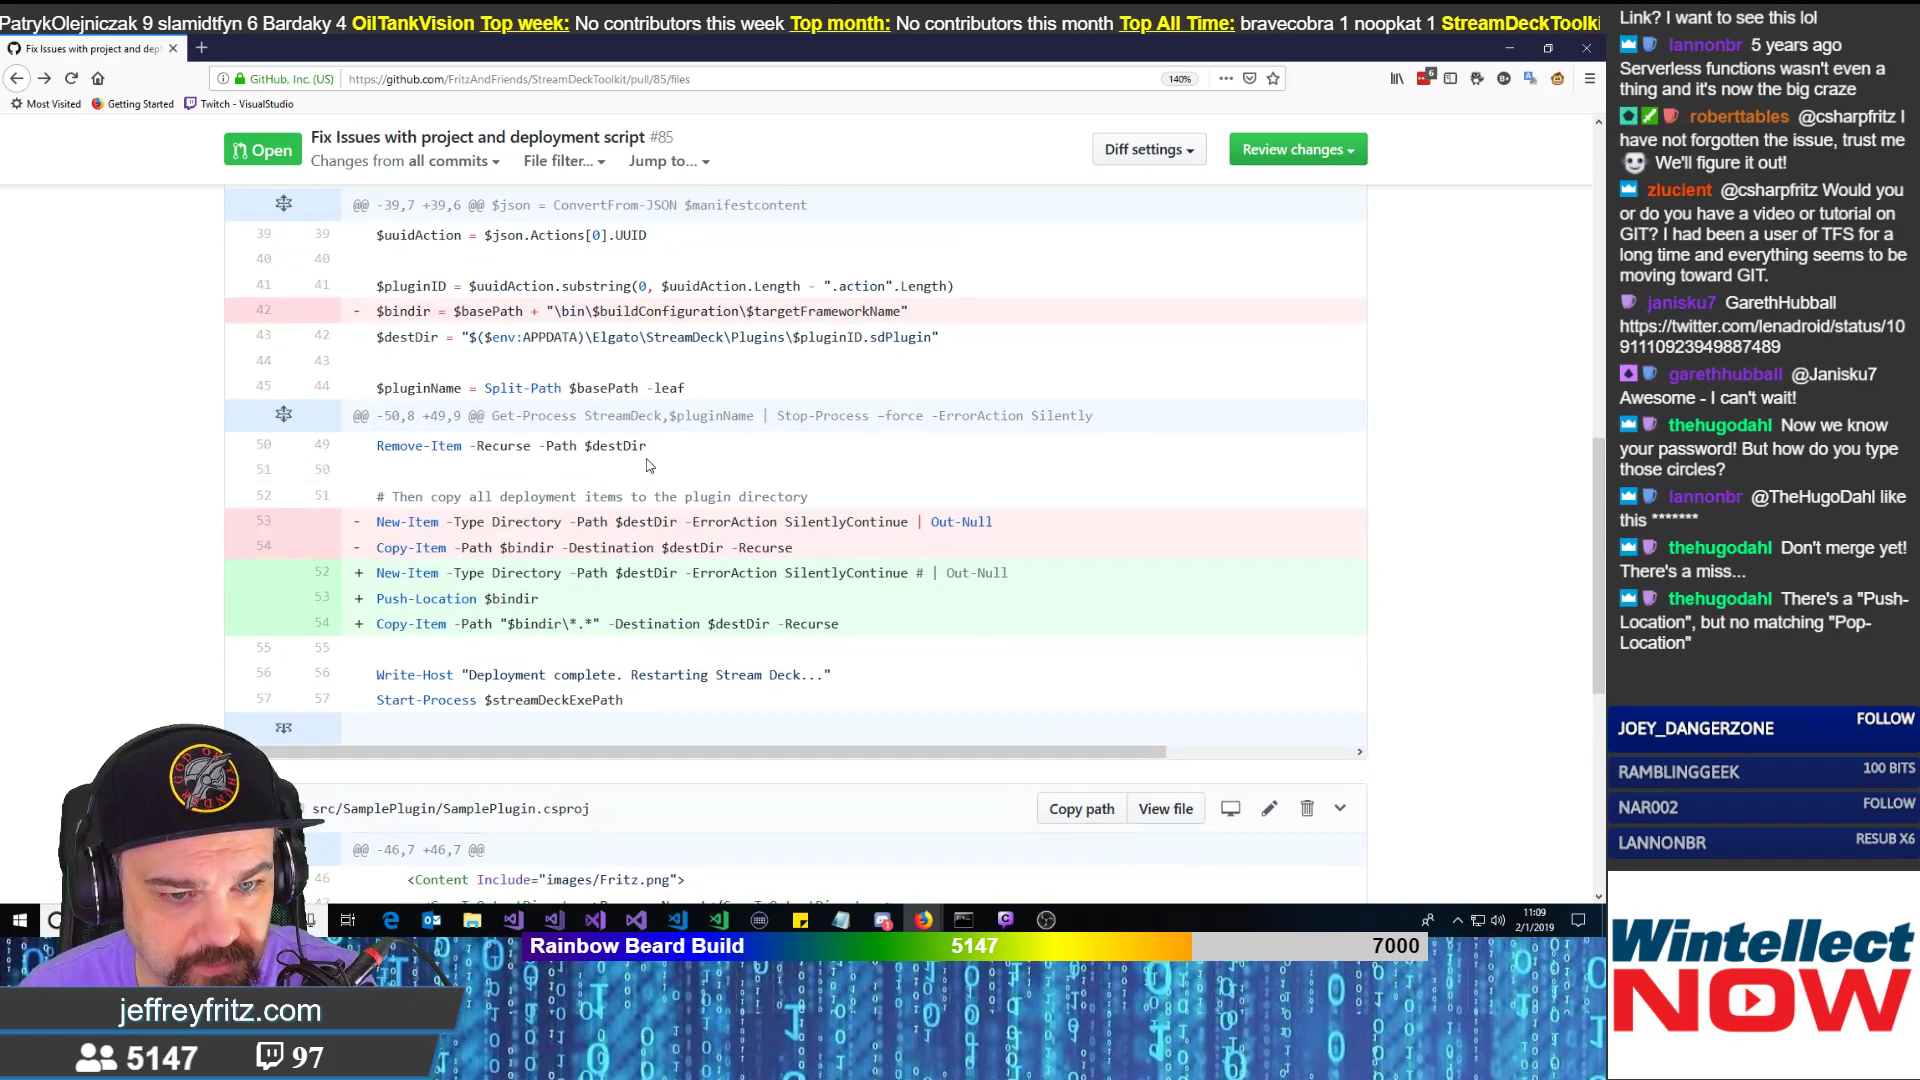 PatrykOlejniczak 9 slamidtfyn 6 Bardaky 4 OilTankVision Top week: No contributors this week Top month: No contributors this month Top All Time: bravecobra 1 noopkat 1 StreamDeckToolki
Fix Issues with project and depl
GitHub, Inc. (US) https://github.com/FritzAndFriends/StreamDeckToolkit/pull/85/files 140%
6
Most Visited Getting Started Twitch - VisualStudio
Open
Fix Issues with project and deployment script #85
Changes from all commits File filter... Jump to...
Diff settings Review changes
@@ -39,7 +39,6 @@ $json = ConvertFrom-JSON $manifestcontent
39 39 $uuidAction = $json.Actions[0].UUID
40 40
41 41 $pluginID = $uuidAction.substring(0, $uuidAction.Length - ".action".Length)
42 - $bindir = $basePath + "\bin\$buildConfiguration\$targetFrameworkName"
43 42 $destDir = "$($env:APPDATA)\Elgato\StreamDeck\Plugins\$pluginID.sdPlugin"
44 43
45 44 $pluginName = Split-Path $basePath -leaf
@@ -50,8 +49,9 @@ Get-Process StreamDeck,$pluginName | Stop-Process –force -ErrorAction Silently
50 49 Remove-Item -Recurse -Path $destDir
51 50
52 51 # Then copy all deployment items to the plugin directory
53 - New-Item -Type Directory -Path $destDir -ErrorAction SilentlyContinue | Out-Null
54 - Copy-Item -Path $bindir -Destination $destDir -Recurse
52 + New-Item -Type Directory -Path $destDir -ErrorAction SilentlyContinue # | Out-Null
53 + Push-Location $bindir
54 + Copy-Item -Path "$bindir\*.*" -Destination $destDir -Recurse
55 55
56 56 Write-Host "Deployment complete. Restarting Stream Deck..."
57 57 Start-Process $streamDeckExePath
src/SamplePlugin/SamplePlugin.csproj
Copy path View file
@@ -46,7 +46,7 @@
46 <Content Include="images/Fritz.png">
11:09
2/1/2019
Rainbow Beard Build 5147 7000
GOD OF THUNDER
jeffreyfritz.com
5147 97
Link? I want to see this lol
lannonbr 5 years ago
Serverless functions wasn't even a
thing and it's now the big craze
roberttables @csharpfritz I
have not forgotten the issue, trust me
We'll figure it out!
zlucient @csharpfritz Would you
or do you have a video or tutorial on
GIT? I had been a user of TFS for a
long time and everything seems to be
moving toward GIT.
janisku7 GarethHubball
https://twitter.com/lenadroid/status/10
91110923949887489
garethhubball @Janisku7
Awesome - I can't wait!
thehugodahl Now we know
your password! But how do you type
those circles?
lannonbr @TheHugoDahl like
this *******
thehugodahl Don't merge yet!
There's a miss...
thehugodahl There's a "Push-
Location", but no matching "Pop-
Location"
JOEY_DANGERZONE FOLLOW
RAMBLINGGEEK 100 BITS
NAR002 FOLLOW
LANNONBR RESUB X6
Wintellect
NOW